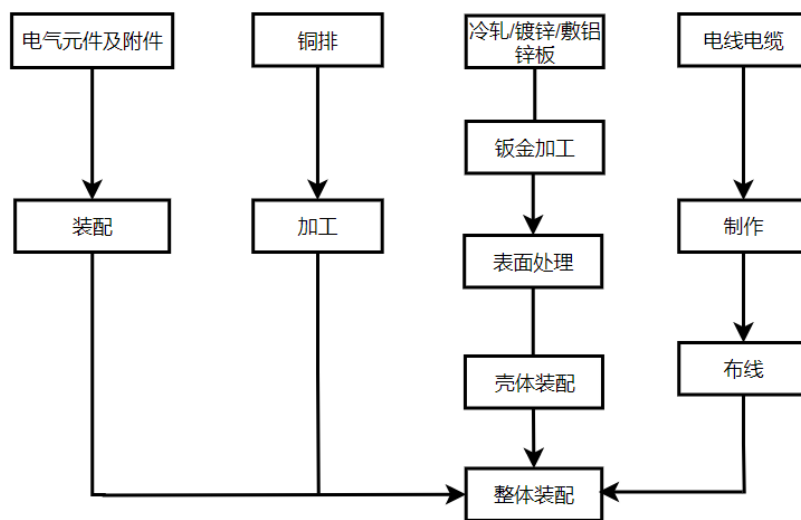 电气元件及附件
铜排
冷轧/镀锌/敷铝
锌板
电线电缆
钣金加工
装配
加工
制作
表面处理
壳体装配
布线
整体装配